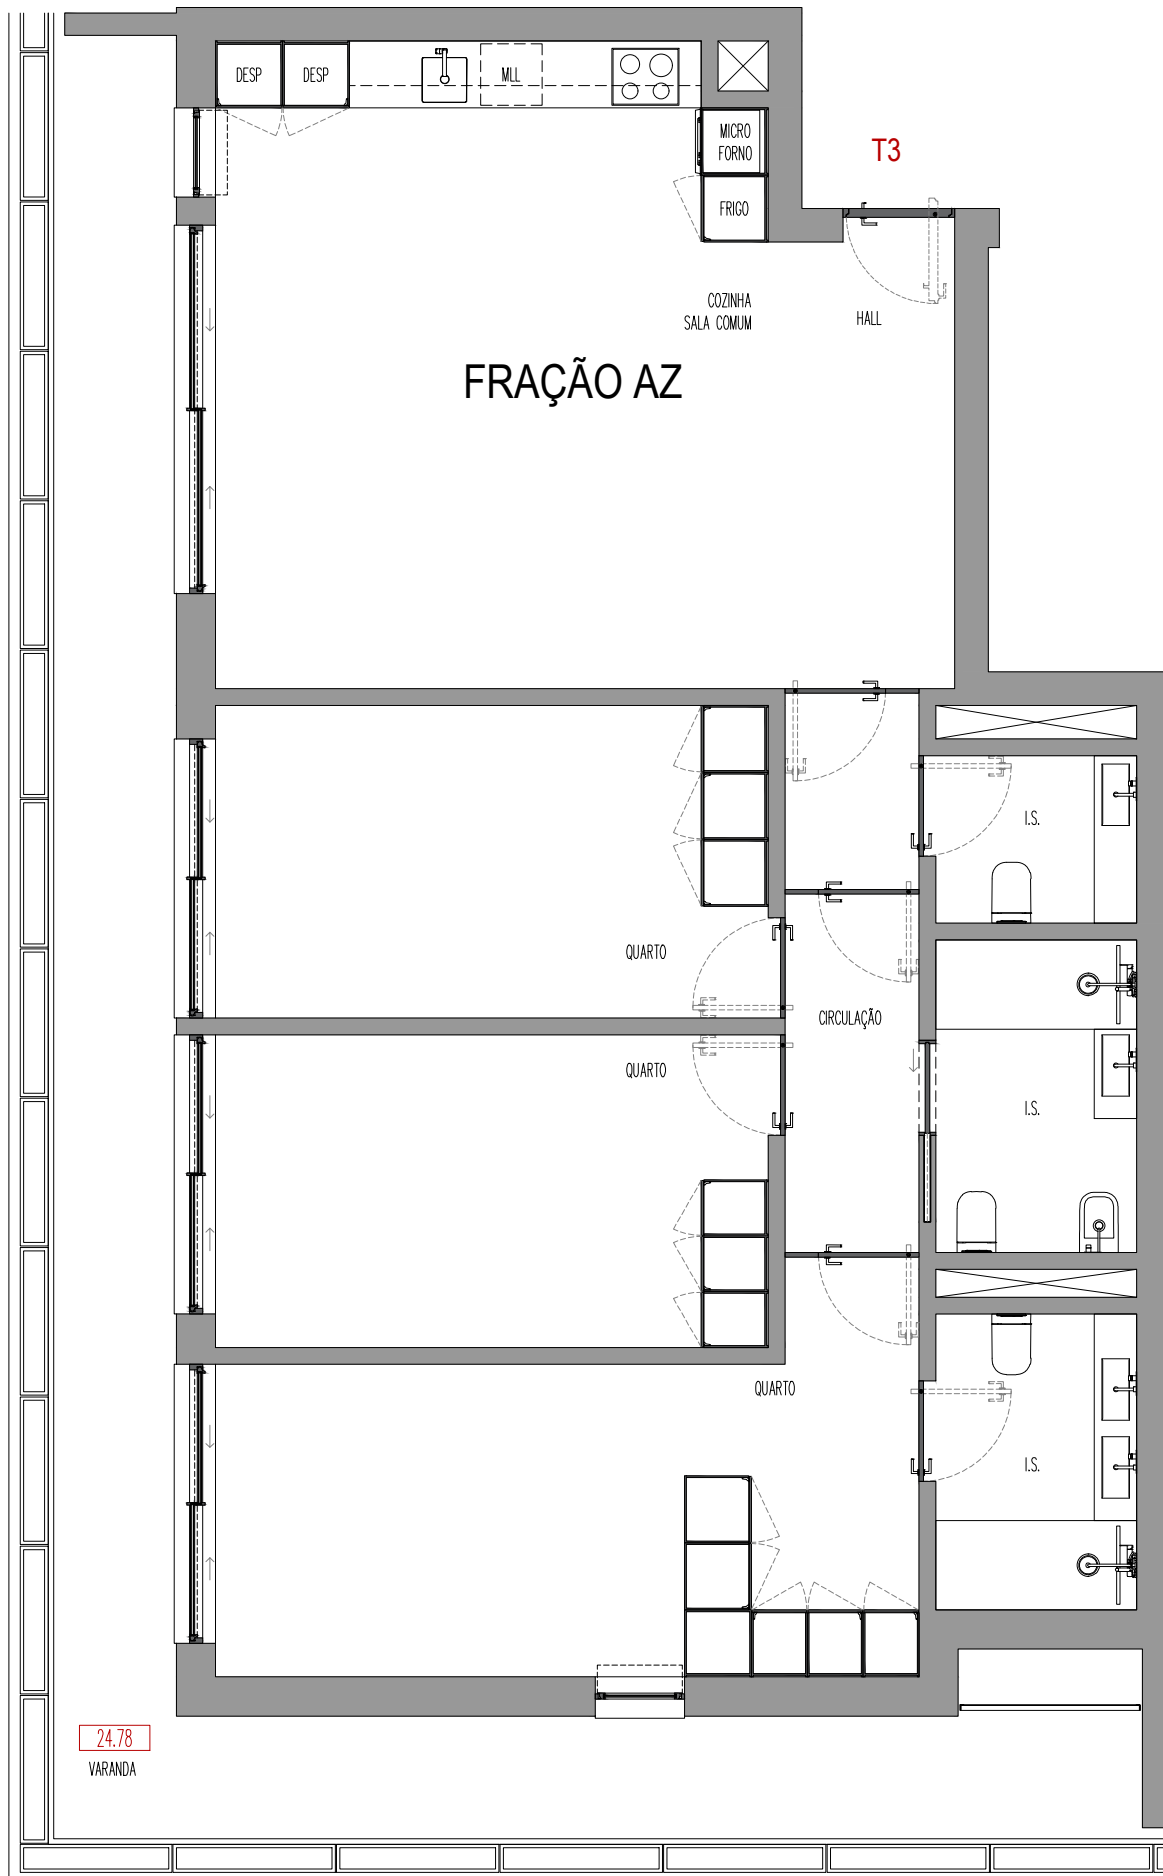 DESP
DESP
MLL
MICRO
FORNO
T3
FRIGO
COZINHA
SALA COMUM
HALL
FRAÇÃO AZ
I.S.
QUARTO
CIRCULAÇÃO
QUARTO
I.S.
QUARTO
I.S.
24.78
VARANDA